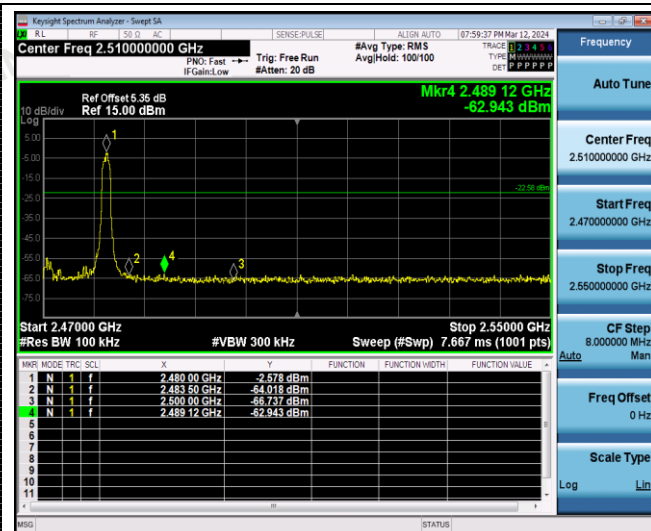 Keysight Spectrum Analyzer - Swept SA
RL RF 50 Ω AC SENSE:PULSE ALIGN AUTO 07:59:37 PM Mar 12, 2024
Center Freq 2.510000000 GHz #Avg Type: RMS TRACE 1 2 3 4 5 6 Frequency
PNO: Fast Trig: Free Run Avg|Hold: 100/100 TYPE M W W W W W
IFGain:Low #Atten: 20 dB DET P P P P P P
Auto Tune
Ref Offset 5.35 dB Mkr4 2.489 12 GHz
10 dB/div Ref 15.00 dBm -62.943 dBm
Log
5.00
-5.00
-15.0
-25.0
-35.0
-45.0
-55.0
-65.0
-75.0
1
2
4
3
-22.58 dBm
Center Freq
2.510000000 GHz
Start Freq
2.470000000 GHz
Stop Freq
2.550000000 GHz
Start 2.47000 GHz Stop 2.55000 GHz
#Res BW 100 kHz #VBW 300 kHz Sweep (#Swp) 7.667 ms (1001 pts)
CF Step
8.000000 MHz
Auto Man
MKR MODE TRC SCL X Y FUNCTION FUNCTION WIDTH FUNCTION VALUE
1 N 1 f 2.480 00 GHz -2.578 dBm
2 N 1 f 2.483 50 GHz -64.018 dBm
3 N 1 f 2.500 00 GHz -66.737 dBm
4 N 1 f 2.489 12 GHz -62.943 dBm
5
6
7
8
9
10
11
Freq Offset
0 Hz
Scale Type
Log Lin
MSG STATUS